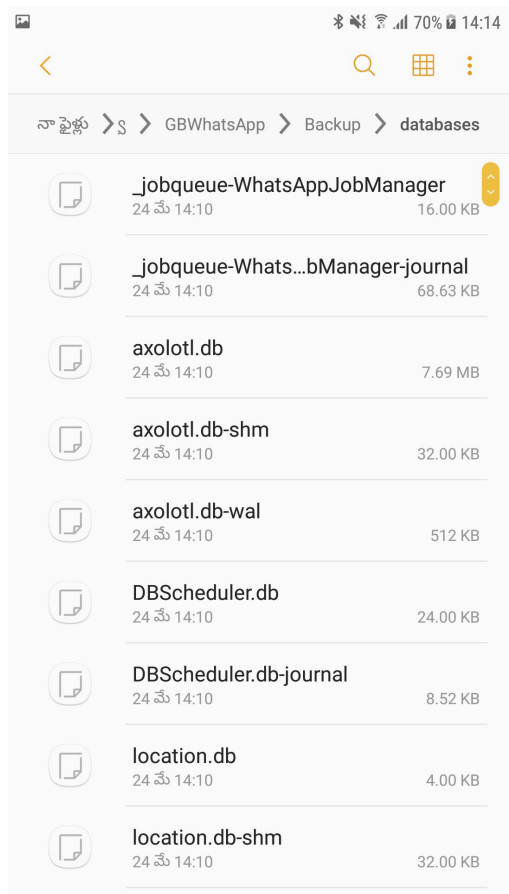 70% 14:14
నా ఫైళ్లు GBWhatsApp Backup databases
_jobqueue-WhatsAppJobManager
24 మే 14:10 16.00 KB
_jobqueue-Whats...bManager-journal
24 మే 14:10 68.63 KB
axolotl.db
24 మే 14:10 7.69 MB
axolotl.db-shm
24 మే 14:10 32.00 KB
axolotl.db-wal
24 మే 14:10 512 KB
DBScheduler.db
24 మే 14:10 24.00 KB
DBScheduler.db-journal
24 మే 14:10 8.52 KB
location.db
24 మే 14:10 4.00 KB
location.db-shm
24 మే 14:10 32.00 KB